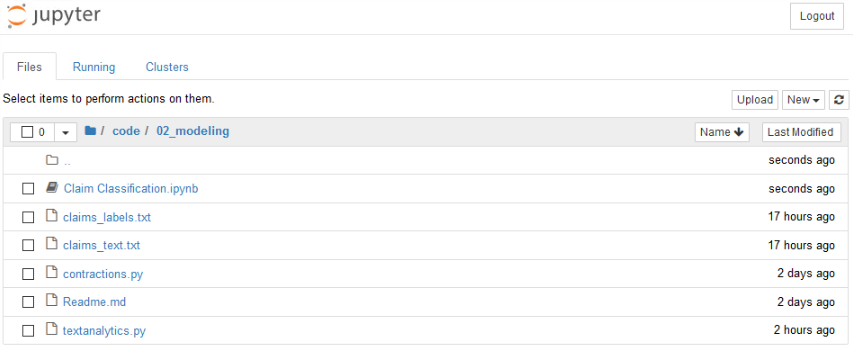 jupyter
Logout
Files Running Clusters
Select items to perform actions on them.
Upload New
0 / code / 02_modeling Name Last Modified
.. seconds ago
Claim Classification.ipynb seconds ago
claims_labels.txt 17 hours ago
claims_text.txt 17 hours ago
contractions.py 2 days ago
Readme.md 2 days ago
textanalytics.py 2 hours ago